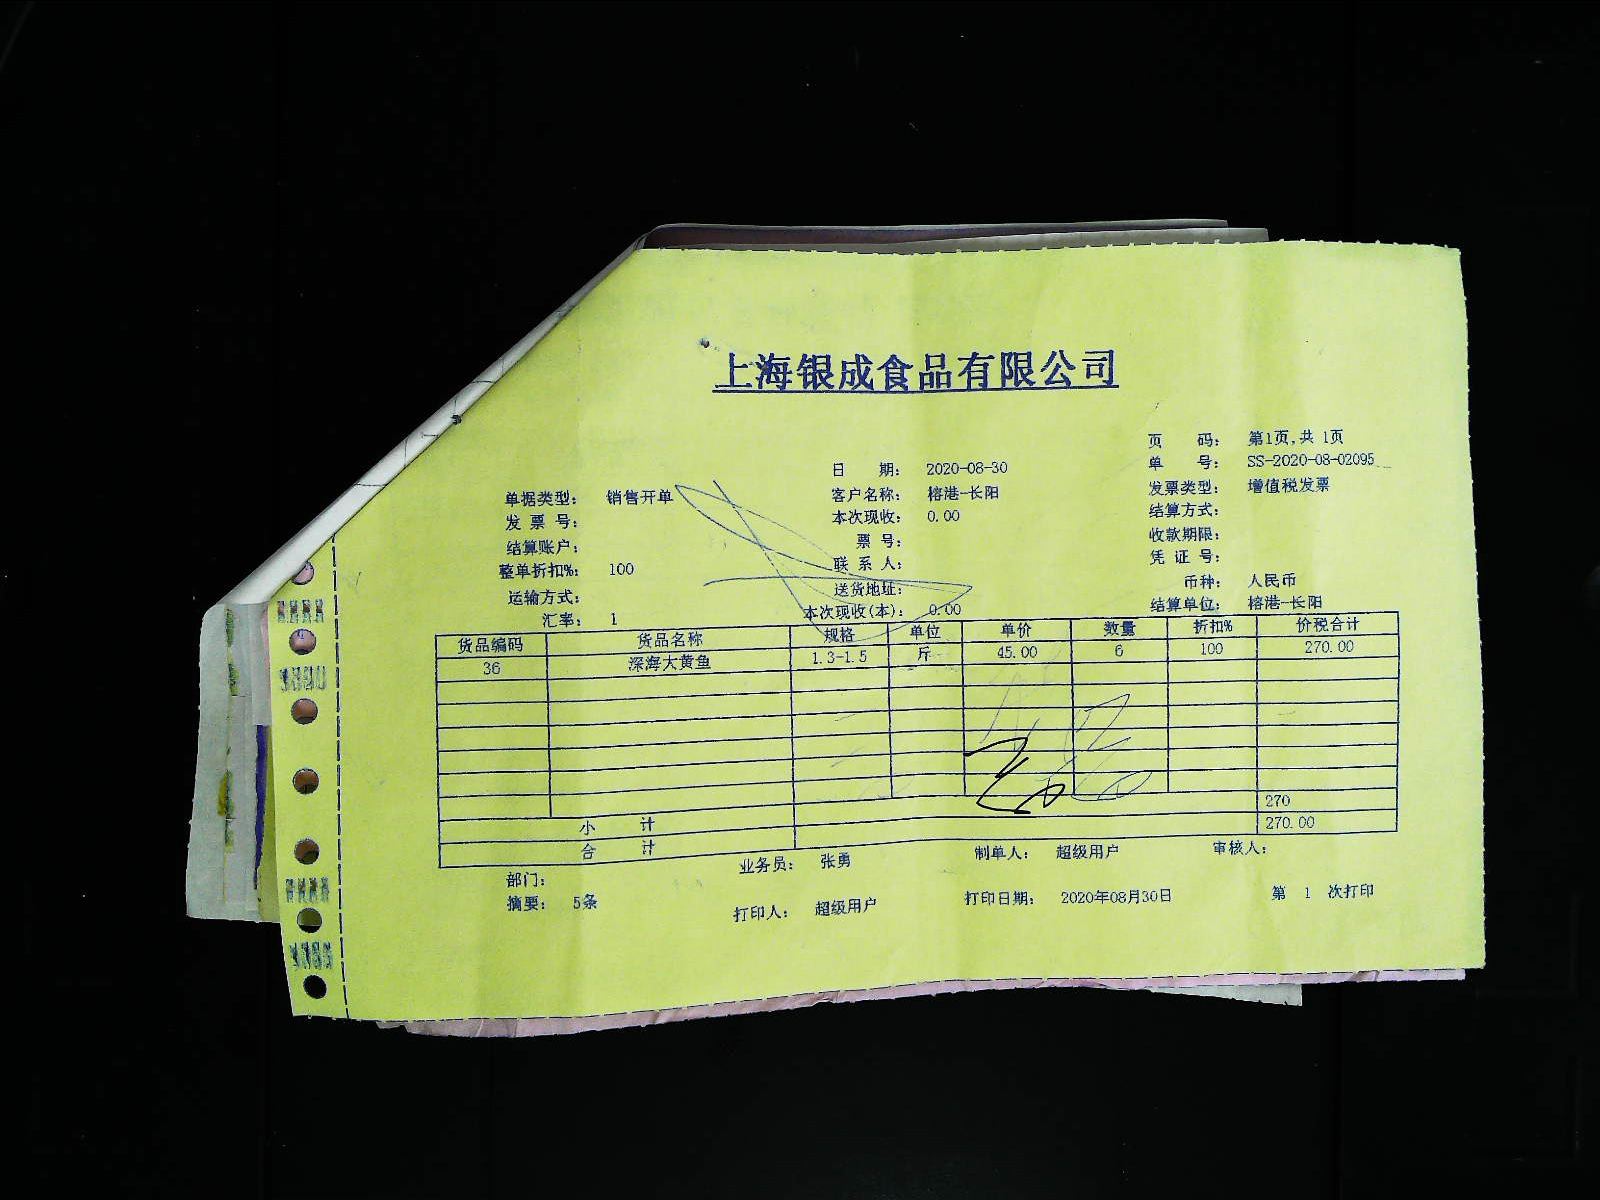 上海银成食品有限公司
页 码： 第1页,共 1页
日 期： 2020-08-30 单 号： SS-2020-08-02095
单据类型： 销售开单 客户名称： 榕港-长阳 发票类型： 增值税发票
发 票 号： 本次现收： 0.00 结算方式：
结算账户： 票 号： 收款期限：
整单折扣%： 100 联 系 人： 凭 证 号：
运输方式： 送货地址： 币种： 人民币
汇率： 1 本次现收(本)： 0.00 结算单位： 榕港-长阳
货品编码 货品名称 规格 单位 单价 数量 折扣% 价税合计
36 深海大黄鱼 1.3-1.5 斤 45.00 6 100 270.00
小 计 270
合 计 270.00
部门： 业务员： 张勇 制单人： 超级用户 审核人：
摘要： 5条 打印人： 超级用户 打印日期： 2020年08月30日 第 1 次打印